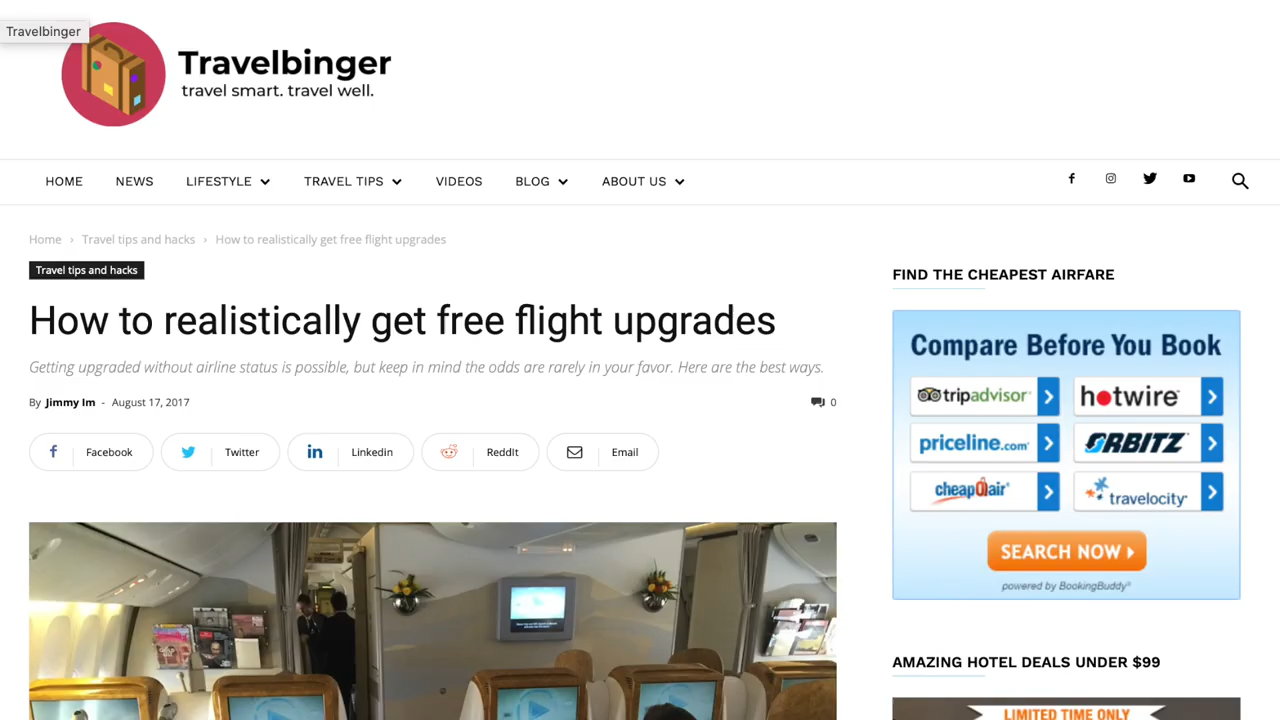 Travelbinger
Travelbinger
travel smart. travel well.
HOME NEWS LIFESTYLE TRAVEL TIPS VIDEOS BLOG ABOUT US
Home › Travel tips and hacks › How to realistically get free flight upgrades
Travel tips and hacks
How to realistically get free flight upgrades
Getting upgraded without airline status is possible, but keep in mind the odds are rarely in your favor. Here are the best ways.
By Jimmy Im - August 17, 2017 0
Facebook Twitter Linkedin ReddIt Email
FIND THE CHEAPEST AIRFARE
Compare Before You Book
tripadvisor® hotwire™
priceline.com® ORBITZ
cheapOair® travelocity
SEARCH NOW
powered by BookingBuddy®
AMAZING HOTEL DEALS UNDER $99
LIMITED TIME ONLY